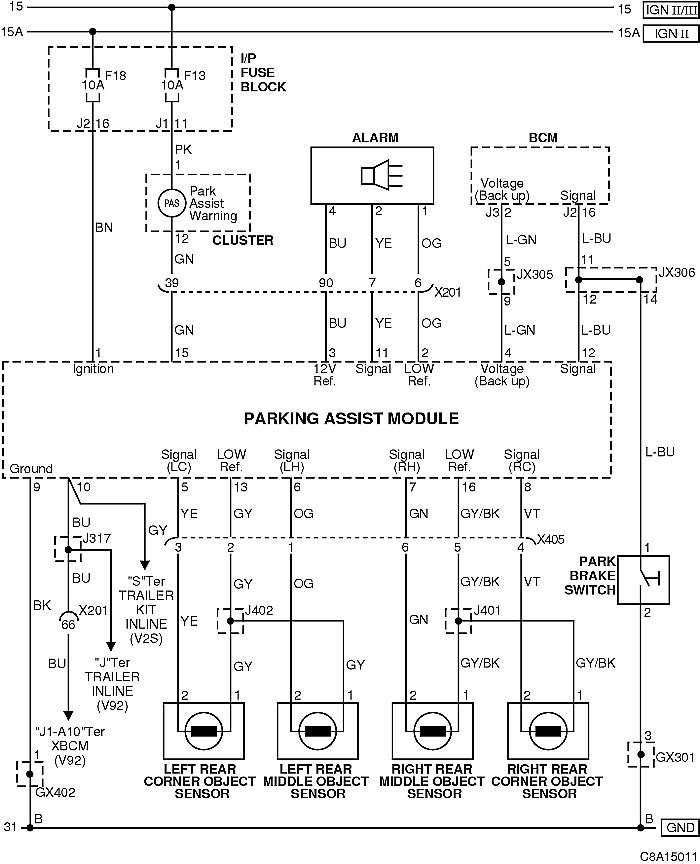 15
15 IGN II/III
15A
15A IGN II
I/P
FUSE
BLOCK
F18
10A
F13
10A
J2 16
J1 11
PK
1
PAS
Park
Assist
Warning
12
CLUSTER
ALARM
BCM
Voltage
(Back up)
Signal
4 2 1
J3 2
J2 16
BN
GN
BU YE OG
L-GN
L-BU
39 90 7 6
X201
5
JX305
9
11
JX306
12 14
GN
BU YE OG
L-GN
L-BU
1 15 3 11 2 4 12
Ignition
12V
Ref.
Signal
LOW
Ref.
Voltage
(Back up)
Signal
PARKING ASSIST MODULE
Ground
Signal
(LC)
LOW
Ref.
Signal
(LH)
Signal
(RH)
LOW
Ref.
Signal
(RC)
L-BU
9 10 5 13 6 7 16 8
BU
GY
YE GY OG GN GY/BK VT
J317
3 2 1 6 5 4
X405
BU
"S"Ter
TRAILER
KIT
INLINE
(V2S)
GY OG GY/BK VT
PARK
BRAKE
SWITCH
1
2
BK
X201
66
YE
J402
GN
J401
BU
"J"Ter
TRAILER
INLINE
(V92)
GY GY GY/BK GY/BK
2 1 2 1 2 1 2 1
"J1-A10"Ter
XBCM
(V92)
1
GX402
LEFT REAR
CORNER OBJECT
SENSOR
LEFT REAR
MIDDLE OBJECT
SENSOR
RIGHT REAR
MIDDLE OBJECT
SENSOR
RIGHT REAR
CORNER OBJECT
SENSOR
3
GX301
31 B
B GND
C8A15011